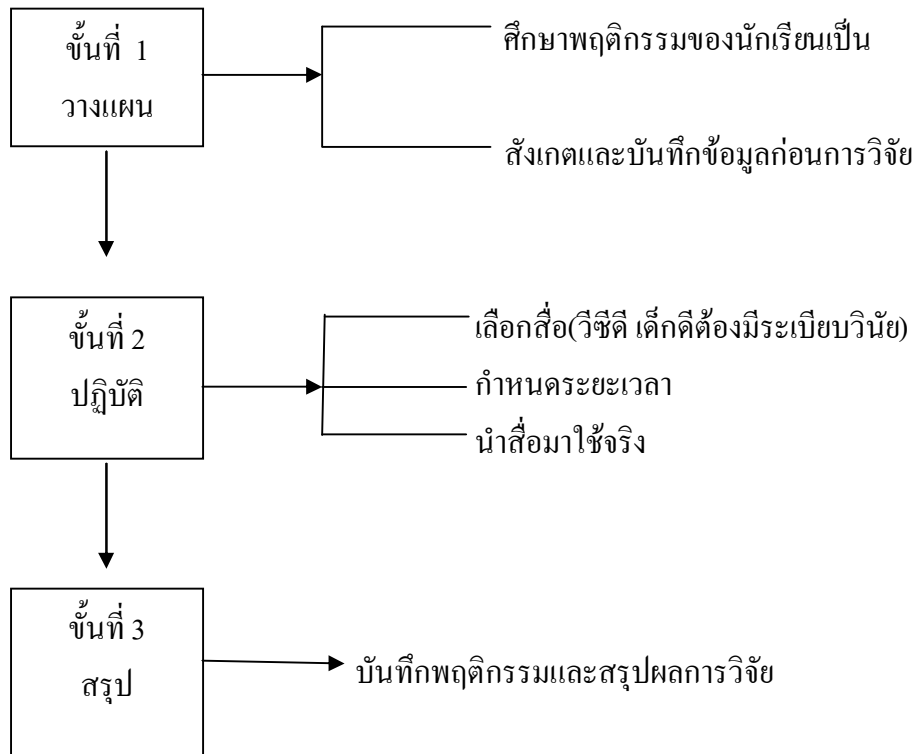 ขั้นที่ 1
วางแผน
ศึกษาพฤติกรรมของนักเรียนเป็น
สังเกตและบันทึกข้อมูลก่อนการวิจัย
ขั้นที่ 2
ปฏิบัติ
เลือกสื่อ(วีซีดี เด็กดีต้องมีระเบียบวินัย)
กำหนดระยะเวลา
นำสื่อมาใช้จริง
ขั้นที่ 3
สรุป
บันทึกพฤติกรรมและสรุปผลการวิจัย